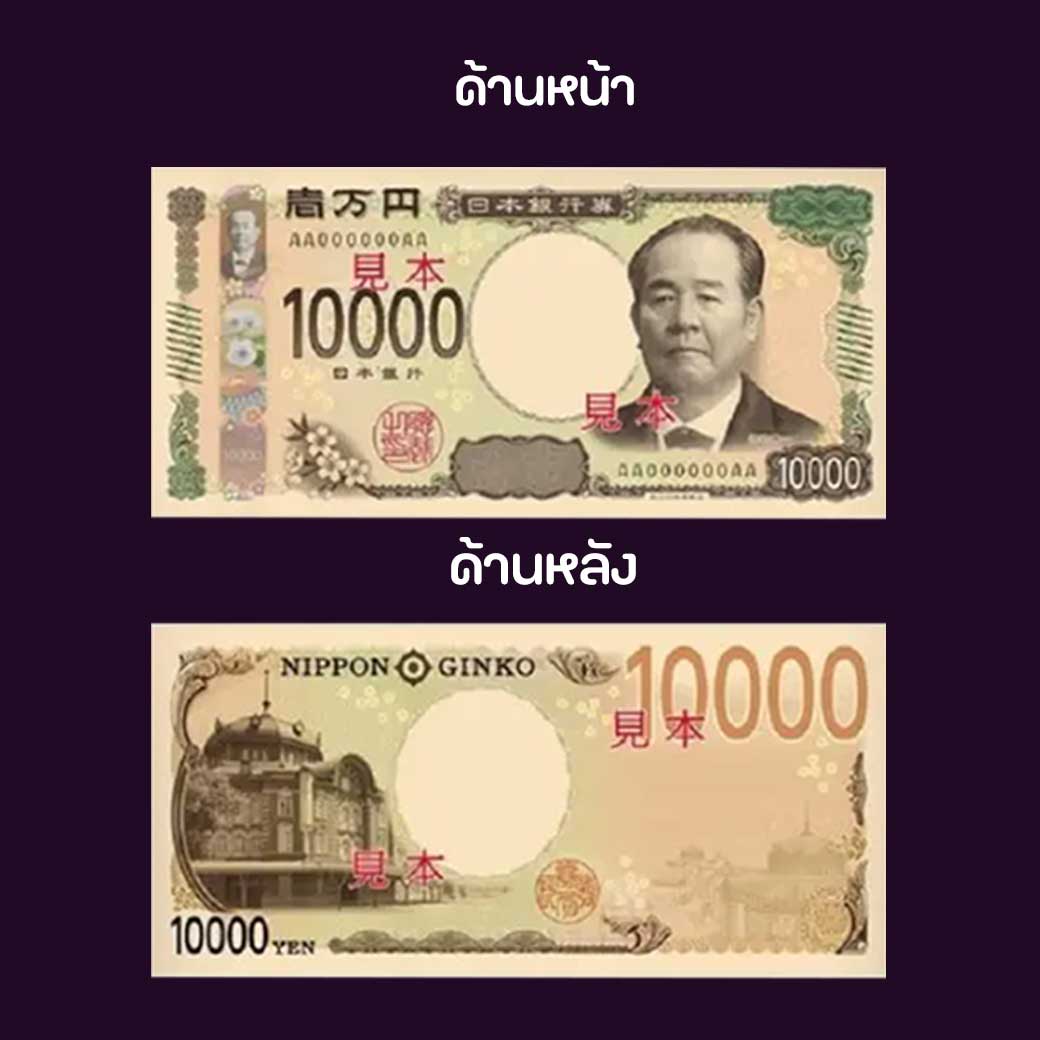 ด้านหน้า
壱万円
日本銀行券
AA000000AA
見本
10000
日本銀行
見本
AA000000AA
10000
ด้านหลัง
NIPPON GINKO
10000
見本
見本
10000 YEN